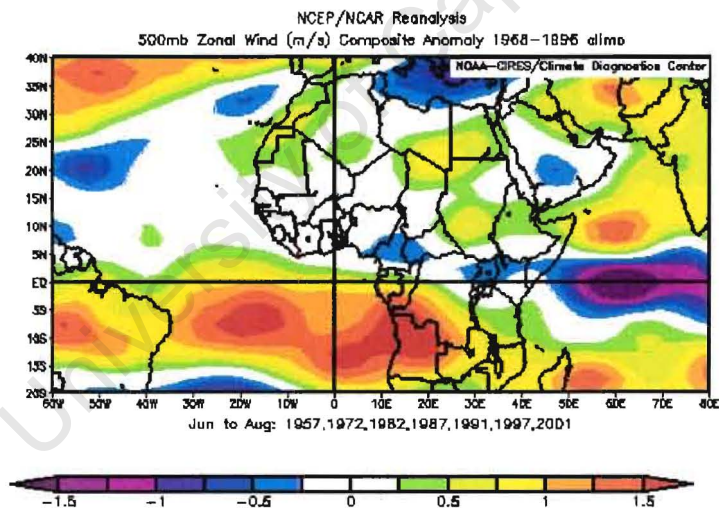 NCEP/NCAR Reanalysis
500mb Zonal Wind (m/s) Composite Anomaly 1968-1996 climo
NOAA-CIRES/Climate Diagnostics Center
40N
35N
30N
25N
20N
15N
10N
5N
EQ
5S
10S
15S
20S
60W 50W 40W 30W 20W 10W 0 10E 20E 30E 40E 50E 60E 70E 80E
Jun to Aug: 1957,1972,1982,1987,1991,1997,2001
-1.5 -1 -0.5 0 0.5 1 1.5
University of Cap